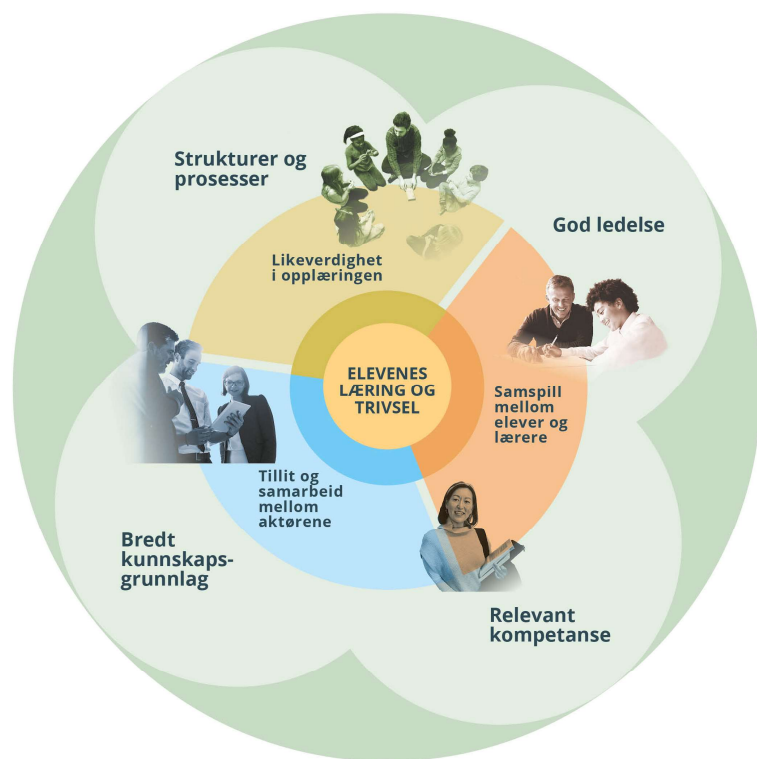 Strukturer og
prosesser
God ledelse
Likeverdighet
i opplæringen
ELEVENES
LÆRING OG
TRIVSEL
Samspill
mellom
elever og
lærere
Tillit og
samarbeid
mellom
aktørene
Bredt
kunnskaps-
grunnlag
Relevant
kompetanse